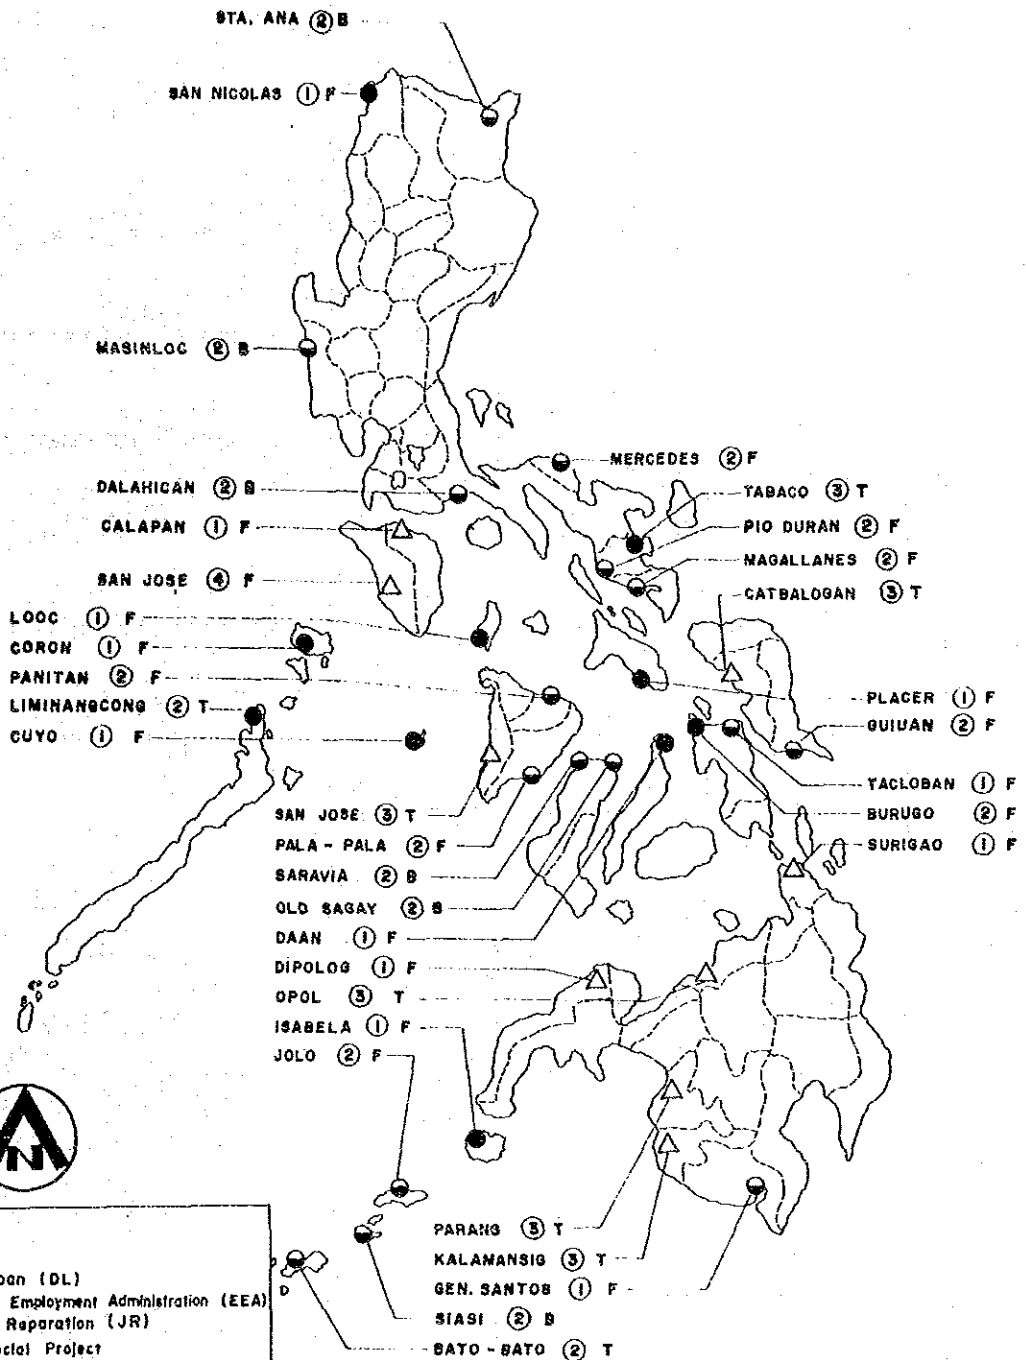 STA. ANA ② B
SAN NICOLAS ① F
MASINLOC ② B
DALAHICAN ② B
CALAPAN ① F
SAN JOSE ④ F
LOOC ① F
CORON ① F
PANITAN ② F
LIMINANGCONG ② T
CUYO ① F
MERCEDES ② F
TABACO ③ T
PIO DURAN ② F
MAGALLANES ② F
CATBALOGAN ③ T
PLACER ① F
GUIUAN ② F
TACLOBAN ① F
BURUGO ② F
SURIGAO ① F
SAN JOSE ③ T
PALA-PALA ② F
SARAVIA ② B
OLD SAGAY ② B
DAAN ① F
DIPOLOG ① F
OPOL ③ T
ISABELA ① F
JOLO ② F
N
PARANG ③ T
KALAMANSIG ③ T
GEN. SANTOS ① F
SIASI ② B
BATO-BATO ② T
D
(DL)
Employment Administration (EEA)
Reparation (JR)
Project